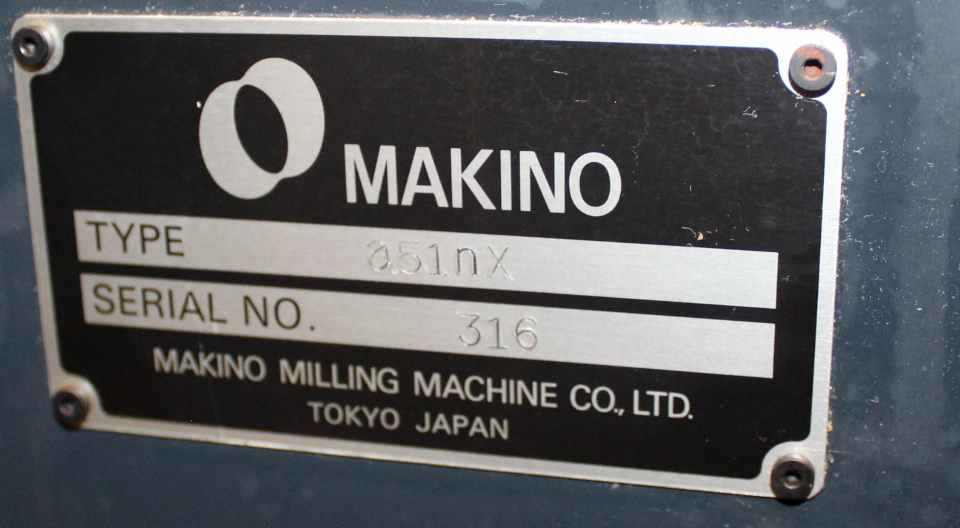 MAKINO
TYPE a51nX
SERIAL NO. 316
MAKINO MILLING MACHINE CO., LTD.
TOKYO JAPAN